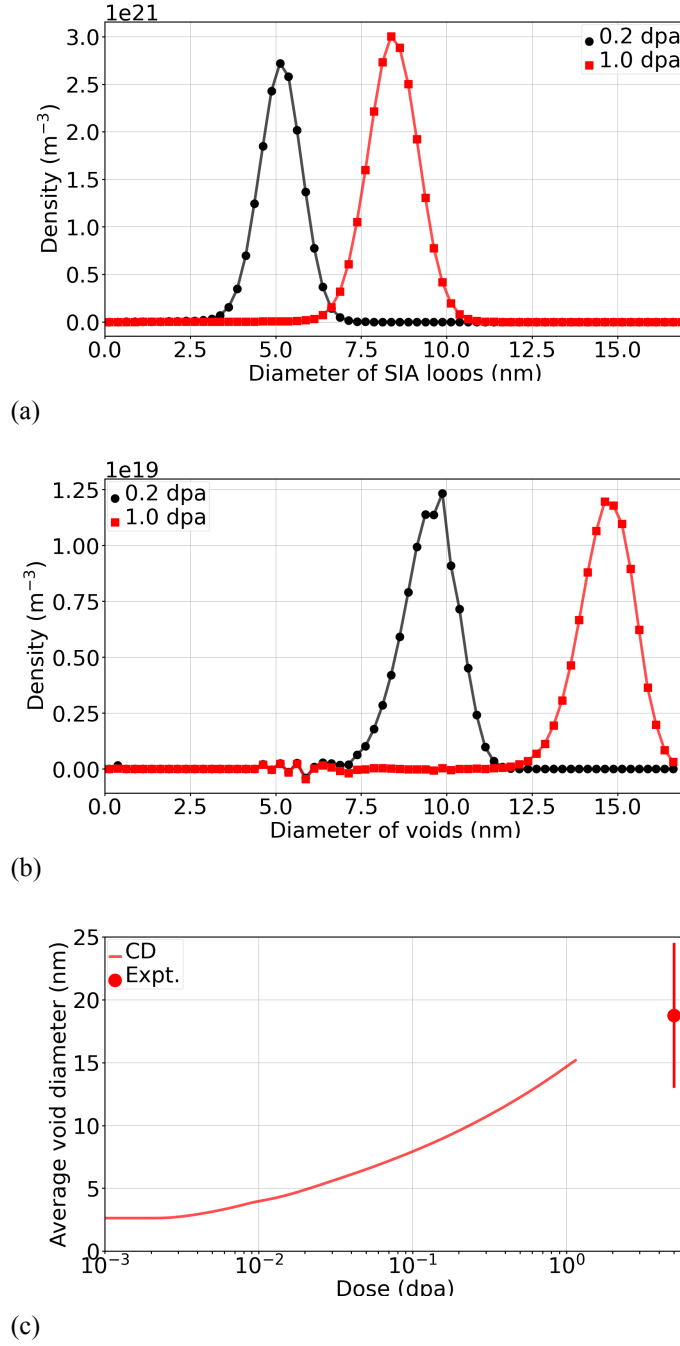 1e21
3.0
2.5
2.0
1.5
1.0
0.5
0.0
Density (m⁻³)
0.2 dpa
1.0 dpa
0.0 2.5 5.0 7.5 10.0 12.5 15.0
Diameter of SIA loops (nm)
(a)
1e19
1.25
1.00
0.75
0.50
0.25
0.00
Density (m⁻³)
0.2 dpa
1.0 dpa
0.0 2.5 5.0 7.5 10.0 12.5 15.0
Diameter of voids (nm)
(b)
25
20
15
10
5
0
Average void diameter (nm)
CD
Expt.
10⁻³ 10⁻² 10⁻¹ 10⁰
Dose (dpa)
(c)